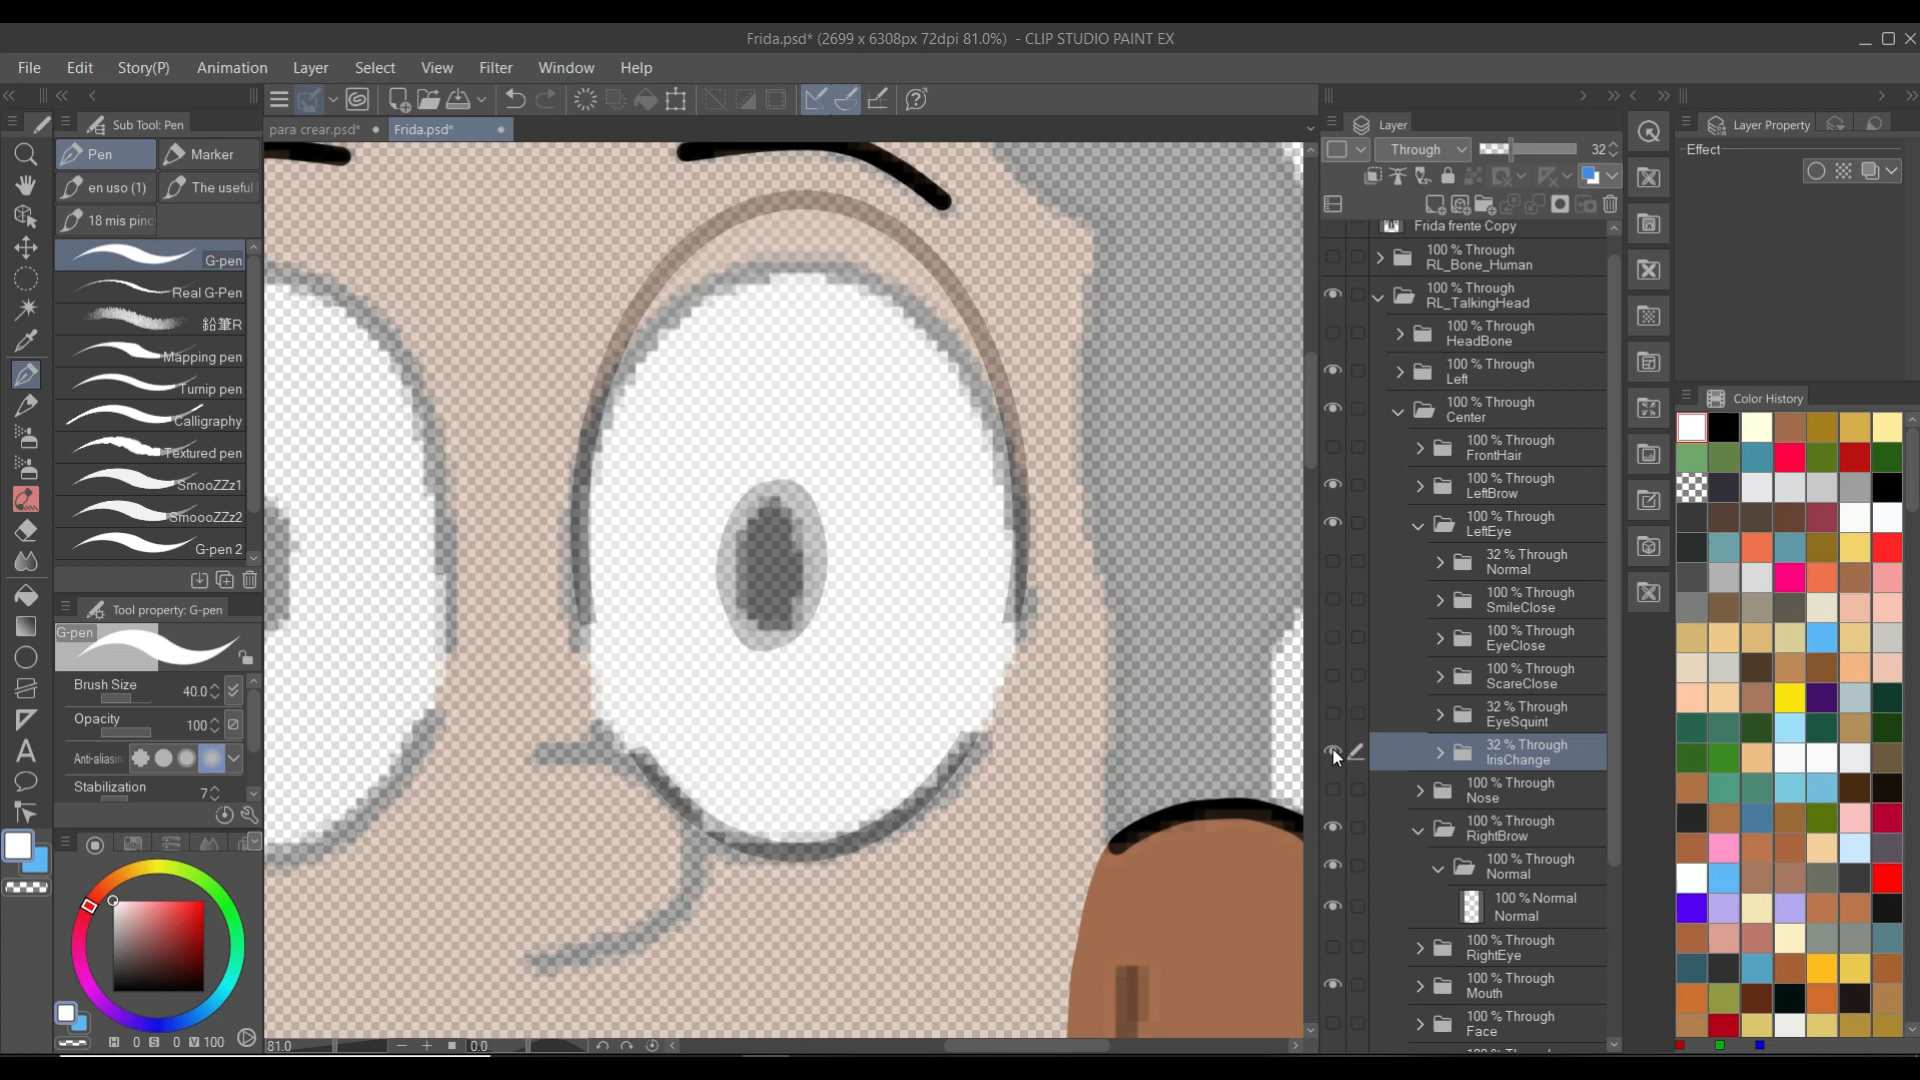 Frida.psd* (2699 x 6308px 72dpi 81.0%) - CLIP STUDIO PAINT EX
File Edit Story(P) Animation Layer Select View Filter Window Help
Sub Tool: Pen
para crear.psd*
Frida.psd*
Layer
Layer Property
Pen
Marker
Through
32
Effect
en uso (1)
The useful
18 mis pinc
G-pen
Real G-Pen
鉛筆R
Mapping pen
Turnip pen
Calligraphy
Textured pen
SmooZZz1
SmoooZZz2
G-pen 2
Tool property: G-pen
G-pen
Brush Size 40.0
Opacity 100
Anti-aliasin
Stabilization 7
H 0 S 0 V 100
81.0
0.0
Frida frente Copy
100 % Through
RL_Bone_Human
100 % Through
RL_TalkingHead
100 % Through
HeadBone
100 % Through
Left
100 % Through
Center
100 % Through
FrontHair
100 % Through
LeftBrow
100 % Through
LeftEye
32 % Through
Normal
100 % Through
SmileClose
100 % Through
EyeClose
100 % Through
ScareClose
32 % Through
EyeSquint
32 % Through
IrisChange
100 % Through
Nose
100 % Through
RightBrow
100 % Through
Normal
100 % Normal
Normal
100 % Through
RightEye
100 % Through
Mouth
100 % Through
Face
Color History